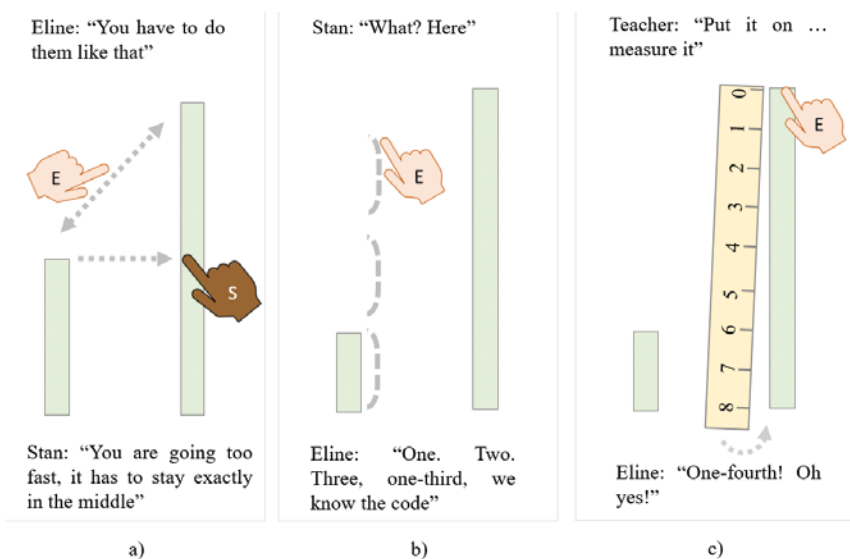 Eline: “You have to do
them like that”
E
S
Stan: “You are going too
fast, it has to stay exactly
in the middle”
a)
Stan: “What? Here”
E
Eline: “One. Two.
Three, one-third, we
know the code”
b)
Teacher: “Put it on …
measure it”
0
1
2
3
4
5
6
7
8
E
Eline: “One-fourth! Oh
yes!”
c)